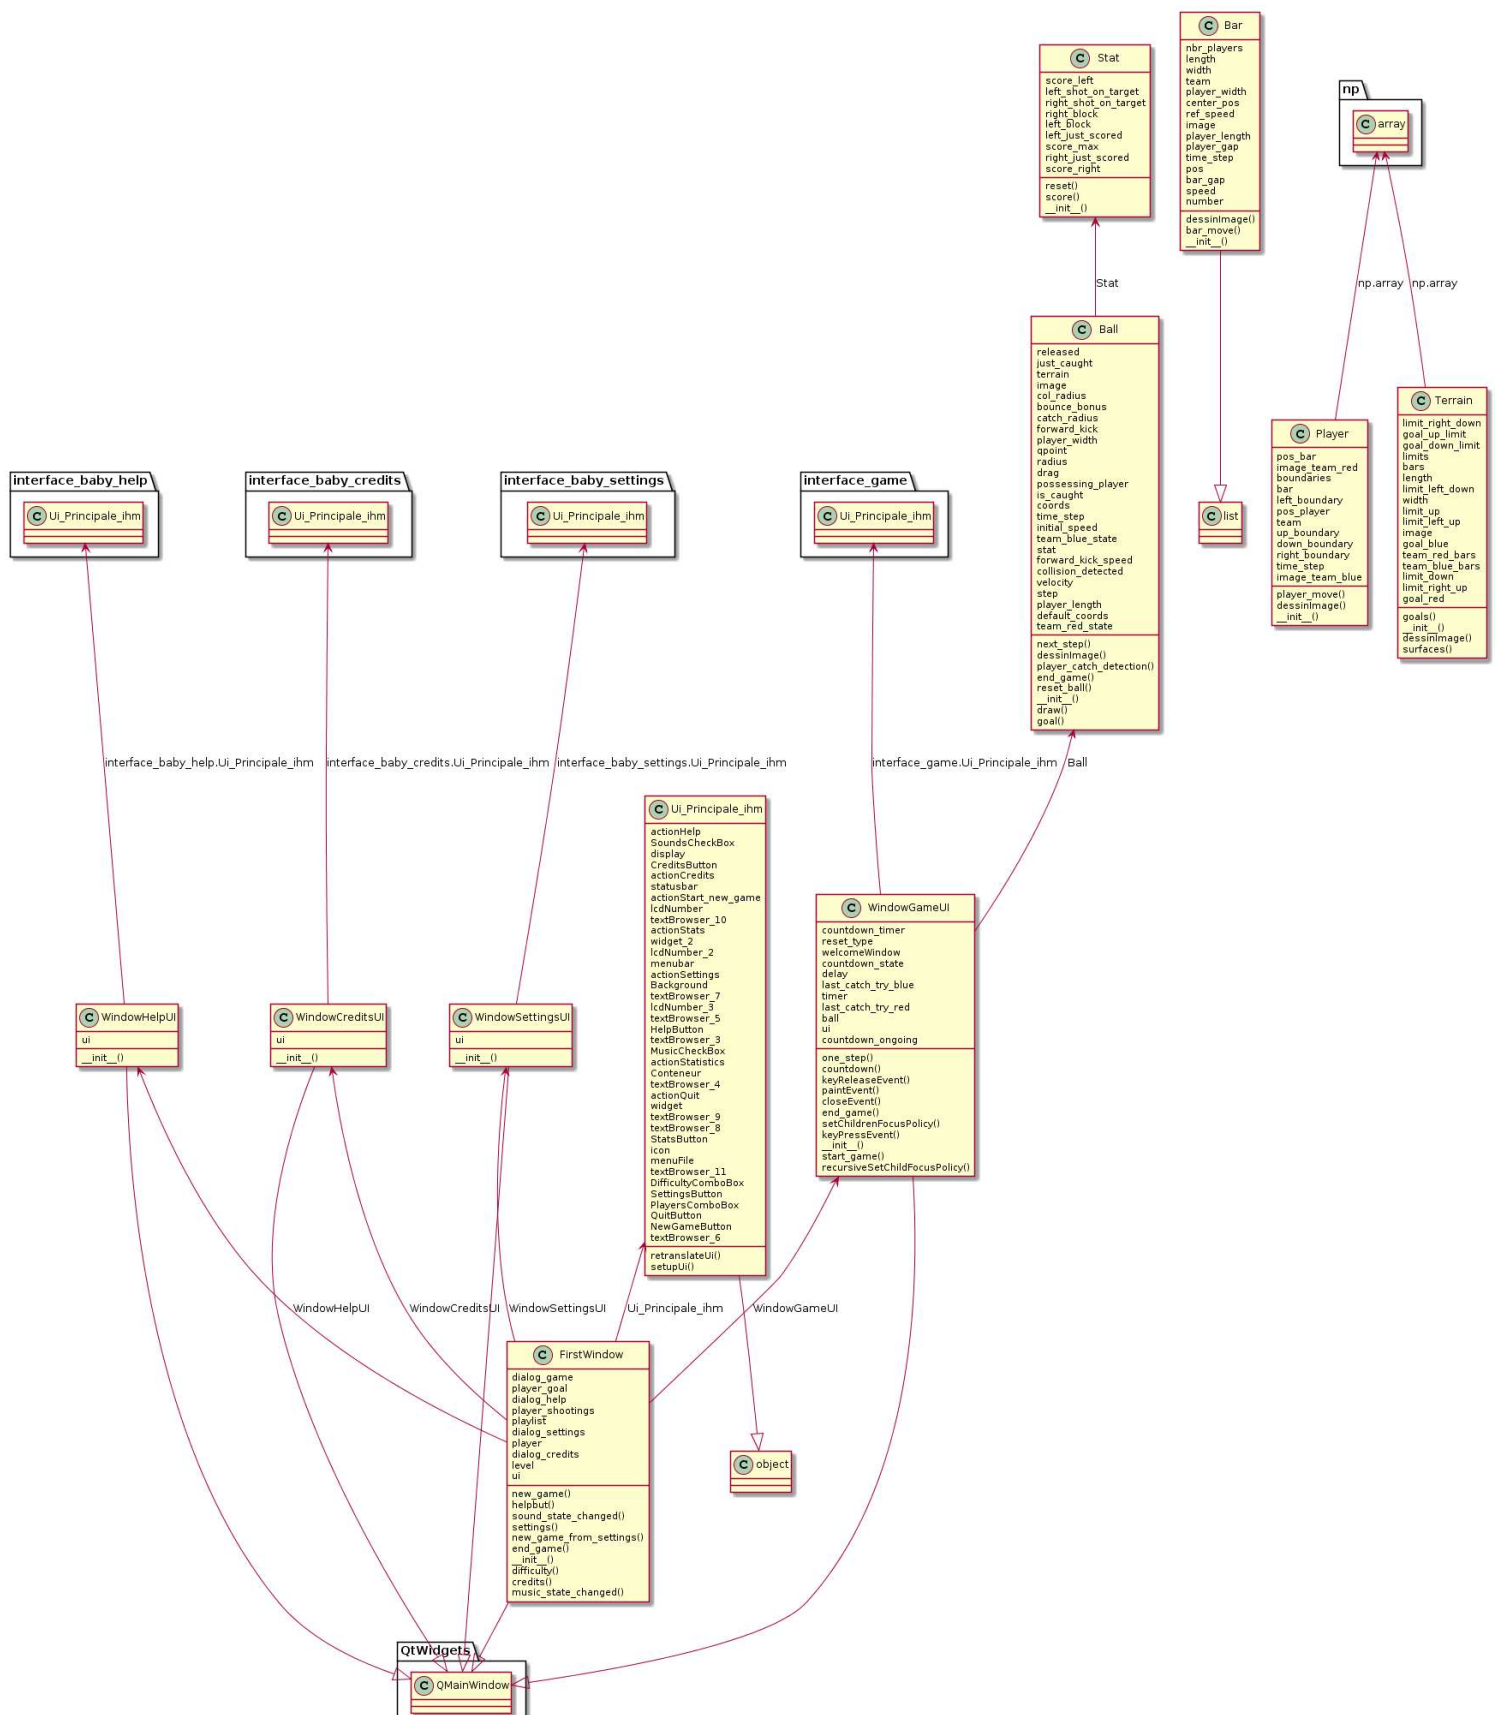 C Bar
nbr_players
length
width
team
player_width
center_pos
ref_speed
image
player_length
player_gap
time_step
pos
bar_gap
speed
number
dessinImage()
bar_move()
__init__()
C Stat
score_left
left_shot_on_target
right_shot_on_target
right_block
left_block
left_just_scored
score_max
right_just_scored
score_right
reset()
score()
__init__()
np
C array
Stat
np.array
np.array
C Ball
released
just_caught
terrain
image
col_radius
bounce_bonus
catch_radius
forward_kick
player_width
qpoint
radius
drag
possessing_player
is_caught
coords
time_step
initial_speed
team_blue_state
stat
forward_kick_speed
collision_detected
velocity
step
player_length
default_coords
team_red_state
next_step()
dessinImage()
player_catch_detection()
end_game()
reset_ball()
__init__()
draw()
goal()
C list
C Player
pos_bar
image_team_red
boundaries
bar
left_boundary
pos_player
team
up_boundary
down_boundary
right_boundary
time_step
image_team_blue
player_move()
dessinImage()
__init__()
C Terrain
limit_right_down
goal_up_limit
goal_down_limit
limits
bars
length
limit_left_down
width
limit_up
limit_left_up
image
goal_blue
team_red_bars
team_blue_bars
limit_down
limit_right_up
goal_red
goals()
__init__()
dessinImage()
surfaces()
interface_baby_help
C Ui_Principale_ihm
interface_baby_credits
C Ui_Principale_ihm
interface_baby_settings
C Ui_Principale_ihm
interface_game
C Ui_Principale_ihm
interface_baby_help.Ui_Principale_ihm
interface_baby_credits.Ui_Principale_ihm
interface_baby_settings.Ui_Principale_ihm
interface_game.Ui_Principale_ihm
Ball
C Ui_Principale_ihm
actionHelp
SoundsCheckBox
display
CreditsButton
actionCredits
statusbar
actionStart_new_game
lcdNumber
textBrowser_10
actionStats
widget_2
lcdNumber_2
menubar
actionSettings
Background
textBrowser_7
lcdNumber_3
textBrowser_5
HelpButton
textBrowser_3
MusicCheckBox
actionStatistics
Conteneur
textBrowser_4
actionQuit
widget
textBrowser_9
textBrowser_8
StatsButton
icon
menuFile
textBrowser_11
DifficultyComboBox
SettingsButton
PlayersComboBox
QuitButton
NewGameButton
textBrowser_6
retranslateUi()
setupUi()
C WindowGameUI
countdown_timer
reset_type
welcomeWindow
countdown_state
delay
last_catch_try_blue
timer
last_catch_try_red
ball
ui
countdown_ongoing
one_step()
countdown()
keyReleaseEvent()
paintEvent()
closeEvent()
end_game()
setChildrenFocusPolicy()
keyPressEvent()
__init__()
start_game()
recursiveSetChildFocusPolicy()
C WindowHelpUI
ui
__init__()
C WindowCreditsUI
ui
__init__()
C WindowSettingsUI
ui
__init__()
WindowHelpUI
WindowCreditsUI
WindowSettingsUI
Ui_Principale_ihm
WindowGameUI
C FirstWindow
dialog_game
player_goal
dialog_help
player_shootings
playlist
dialog_settings
player
dialog_credits
level
ui
new_game()
helpbut()
sound_state_changed()
settings()
new_game_from_settings()
end_game()
__init__()
difficulty()
credits()
music_state_changed()
C object
QtWidgets
C QMainWindow